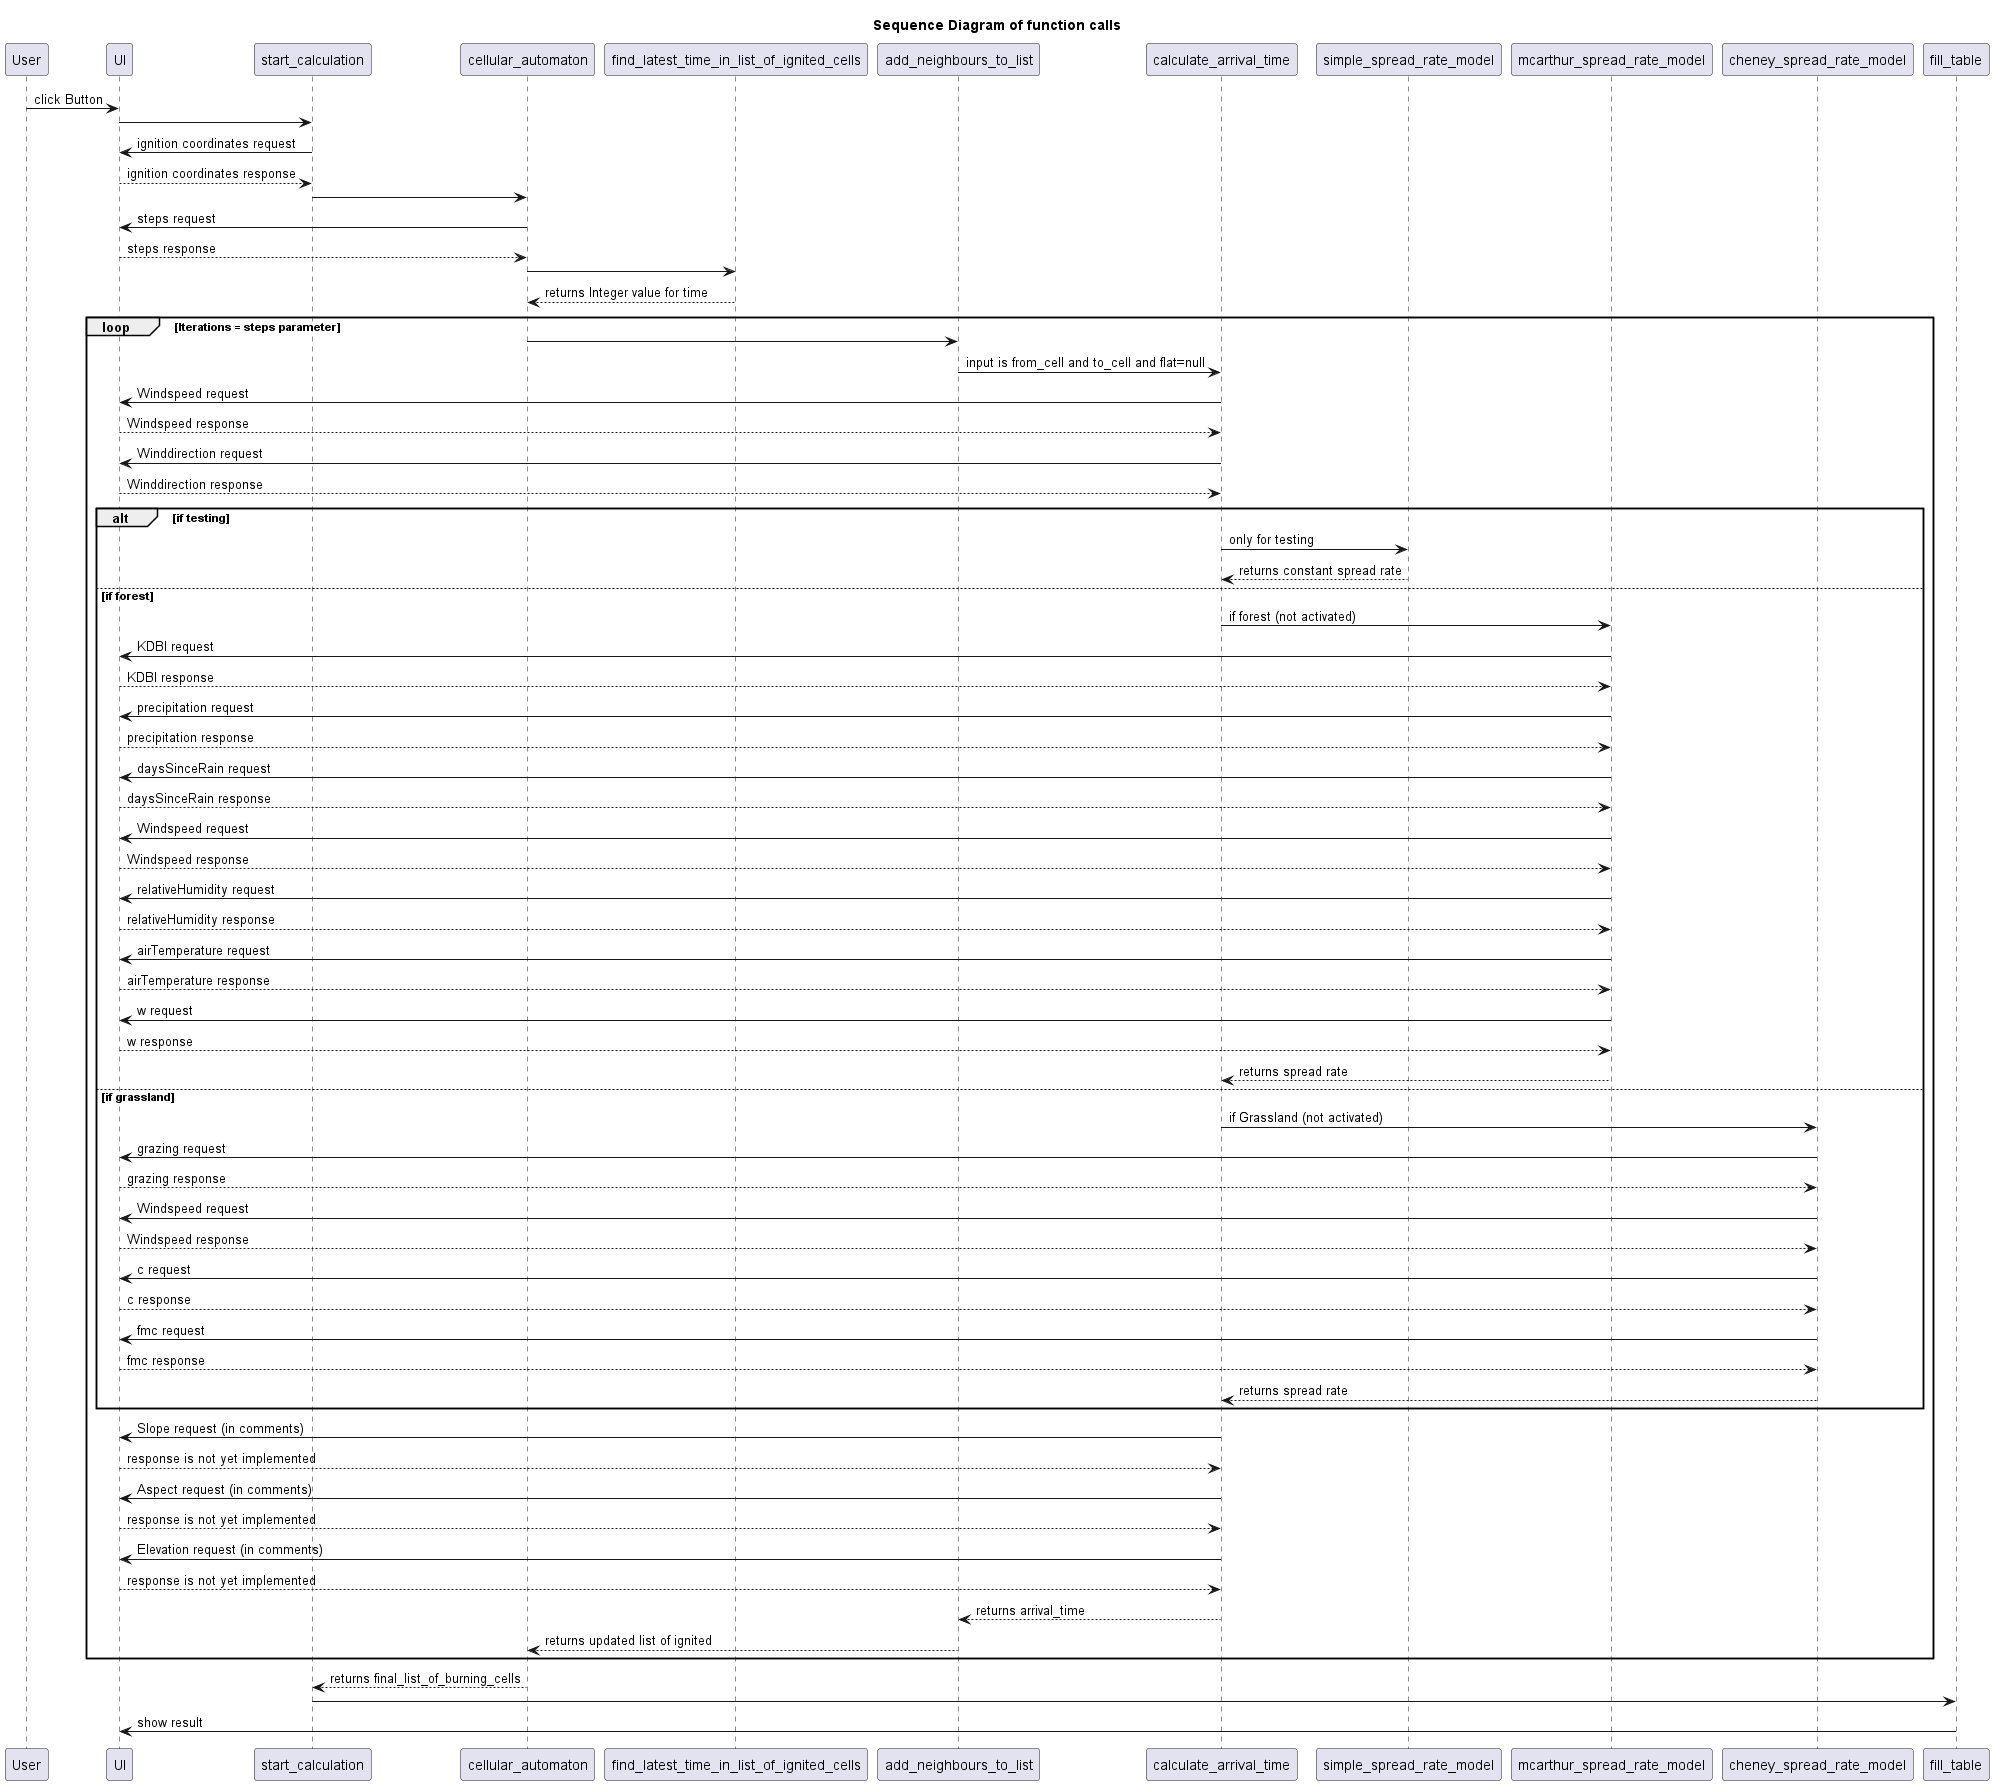 Sequence Diagram of function calls
User
UI
start_calculation
cellular_automaton
find_latest_time_in_list_of_ignited_cells
add_neighbours_to_list
calculate_arrival_time
simple_spread_rate_model
mcarthur_spread_rate_model
cheney_spread_rate_model
fill_table
click Button
ignition coordinates request
ignition coordinates response
steps request
steps response
returns Integer value for time
loop [Iterations = steps parameter]
input is from_cell and to_cell and flat=null
Windspeed request
Windspeed response
Winddirection request
Winddirection response
alt [if testing]
only for testing
returns constant spread rate
[if forest]
if forest (not activated)
KDBI request
KDBI response
precipitation request
precipitation response
daysSinceRain request
daysSinceRain response
Windspeed request
Windspeed response
relativeHumidity request
relativeHumidity response
airTemperature request
airTemperature response
w request
w response
returns spread rate
[if grassland]
if Grassland (not activated)
grazing request
grazing response
Windspeed request
Windspeed response
c request
c response
fmc request
fmc response
returns spread rate
Slope request (in comments)
response is not yet implemented
Aspect request (in comments)
response is not yet implemented
Elevation request (in comments)
response is not yet implemented
returns arrival_time
returns updated list of ignited
returns final_list_of_burning_cells
show result
User
UI
start_calculation
cellular_automaton
find_latest_time_in_list_of_ignited_cells
add_neighbours_to_list
calculate_arrival_time
simple_spread_rate_model
mcarthur_spread_rate_model
cheney_spread_rate_model
fill_table